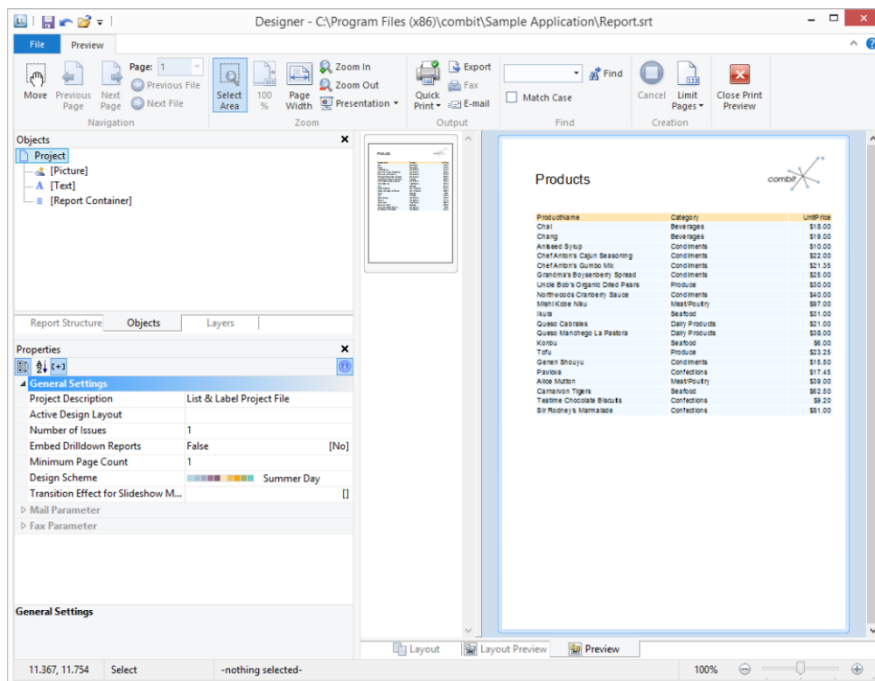 Designer - C:\Program Files (x86)\combit\Sample Application\Report.srt
File Preview
Move
Previous Page
Next Page
Page: 1
Previous File
Next File
Navigation
Select Area
100 %
Page Width
Zoom In
Zoom Out
Presentation
Zoom
Quick Print
Export
Fax
E-mail
Output
Find
Match Case
Find
Cancel
Limit Pages
Creation
Close Print Preview
Objects
Project
[Picture]
A [Text]
[Report Container]
Report Structure Objects Layers
Properties
General Settings
Project Description List & Label Project File
Active Design Layout
Number of Issues 1
Embed Drilldown Reports False [No]
Minimum Page Count 1
Design Scheme Summer Day
Transition Effect for Slideshow M... []
Mail Parameter
Fax Parameter
General Settings
Products
combit
ProductName Category UnitPrice
Chai Beverages $18.00
Chang Beverages $19.00
Aniseed Syrup Condiments $10.00
Chef Anton's Cajun Seasoning Condiments $22.00
Chef Anton's Gumbo Mix Condiments $21.35
Grandma's Boysenberry Spread Condiments $25.00
Uncle Bob's Organic Dried Pears Produce $30.00
Northwoods Cranberry Sauce Condiments $40.00
Mishi Kobe Niku Meat/Poultry $97.00
Ikura Seafood $31.00
Queso Cabrales Dairy Products $21.00
Queso Manchego La Pastora Dairy Products $38.00
Konbu Seafood $6.00
Tofu Produce $23.25
Genen Shouyu Condiments $15.50
Pavlova Confections $17.45
Alice Mutton Meat/Poultry $39.00
Carnarvon Tigers Seafood $62.50
Teatime Chocolate Biscuits Confections $9.20
Sir Rodney's Marmalade Confections $81.00
Layout Layout Preview Preview
11.367, 11.754 Select -nothing selected- 100%